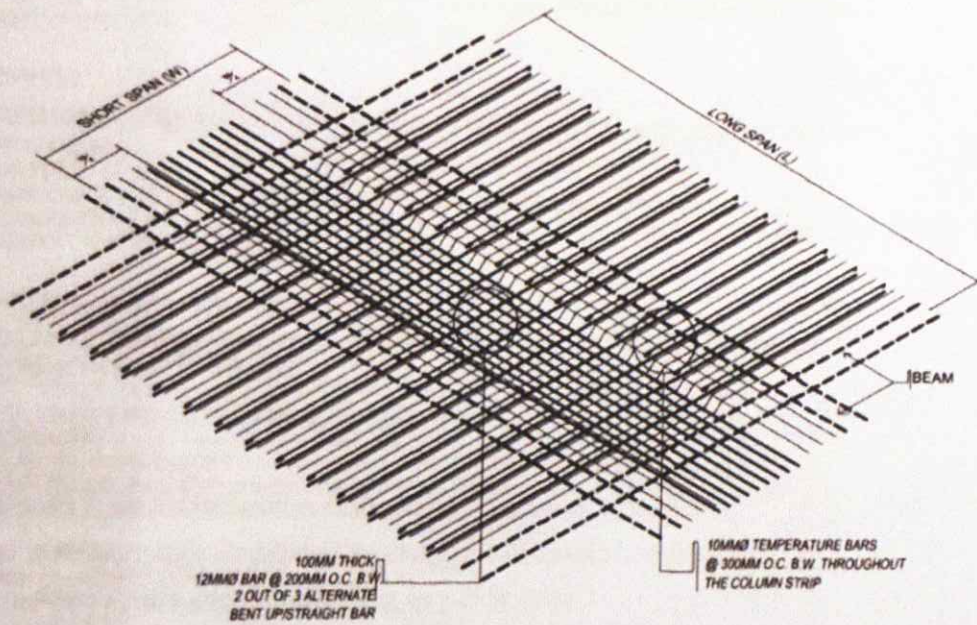 SHORT SPAN (W)
LONG SPAN (L)
BEAM
100MM THICK
12MMØ BAR @ 200MM O.C. B.W
2 OUT OF 3 ALTERNATE
BENT UP/STRAIGHT BAR
10MMØ TEMPERATURE BARS
@ 300MM O.C. B.W. THROUGHOUT
THE COLUMN STRIP